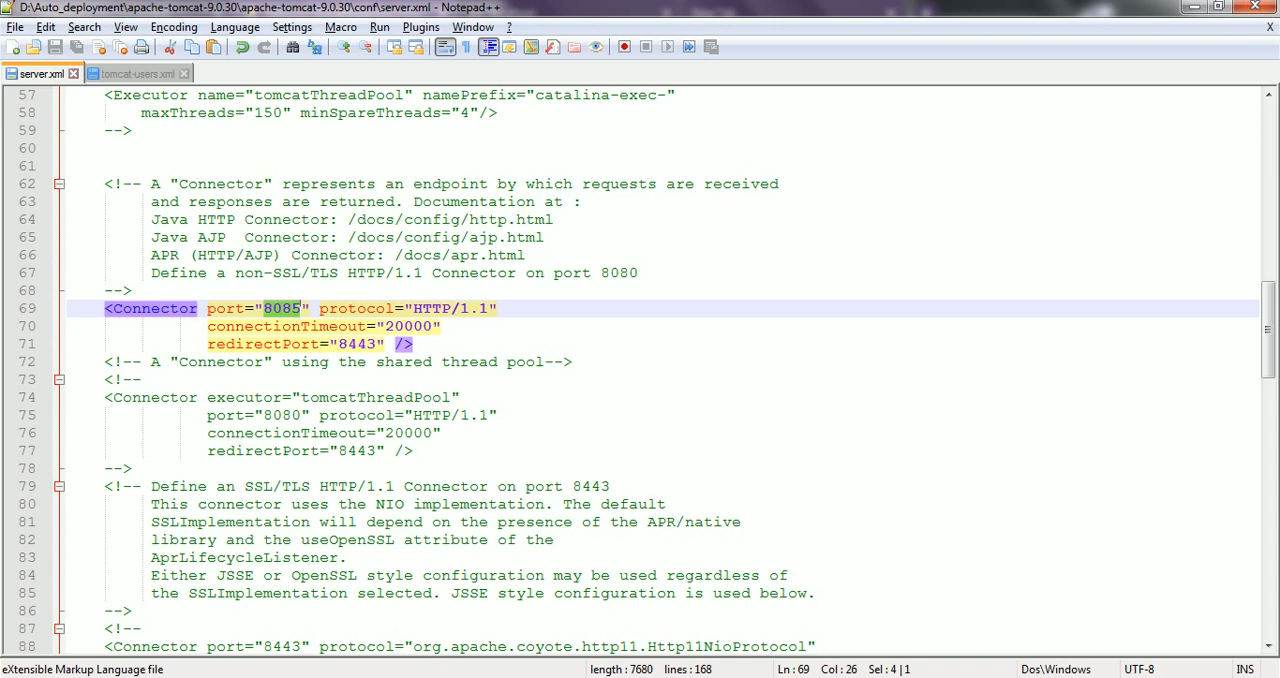 D:\Auto_deployment\apache-tomcat-9.0.30\apache-tomcat-9.0.30\conf\server.xml - Notepad++
File Edit Search View Encoding Language Settings Macro Run Plugins Window ? X
server.xml tomcat-users.xml
57 <Executor name="tomcatThreadPool" namePrefix="catalina-exec-"
58 maxThreads="150" minSpareThreads="4"/>
59 -->
60
61
62 <!-- A "Connector" represents an endpoint by which requests are received
63 and responses are returned. Documentation at :
64 Java HTTP Connector: /docs/config/http.html
65 Java AJP  Connector: /docs/config/ajp.html
66 APR (HTTP/AJP) Connector: /docs/apr.html
67 Define a non-SSL/TLS HTTP/1.1 Connector on port 8080
68 -->
69 <Connector port="8085" protocol="HTTP/1.1"
70 connectionTimeout="20000"
71 redirectPort="8443" />
72 <!-- A "Connector" using the shared thread pool-->
73 <!--
74 <Connector executor="tomcatThreadPool"
75 port="8080" protocol="HTTP/1.1"
76 connectionTimeout="20000"
77 redirectPort="8443" />
78 -->
79 <!-- Define an SSL/TLS HTTP/1.1 Connector on port 8443
80 This connector uses the NIO implementation. The default
81 SSLImplementation will depend on the presence of the APR/native
82 library and the useOpenSSL attribute of the
83 AprLifecycleListener.
84 Either JSSE or OpenSSL style configuration may be used regardless of
85 the SSLImplementation selected. JSSE style configuration is used below.
86 -->
87 <!--
88 <Connector port="8443" protocol="org.apache.coyote.http11.Http11NioProtocol"
eXtensible Markup Language file length : 7680 lines : 168 Ln : 69 Col : 26 Sel : 4 | 1 Dos\Windows UTF-8 INS